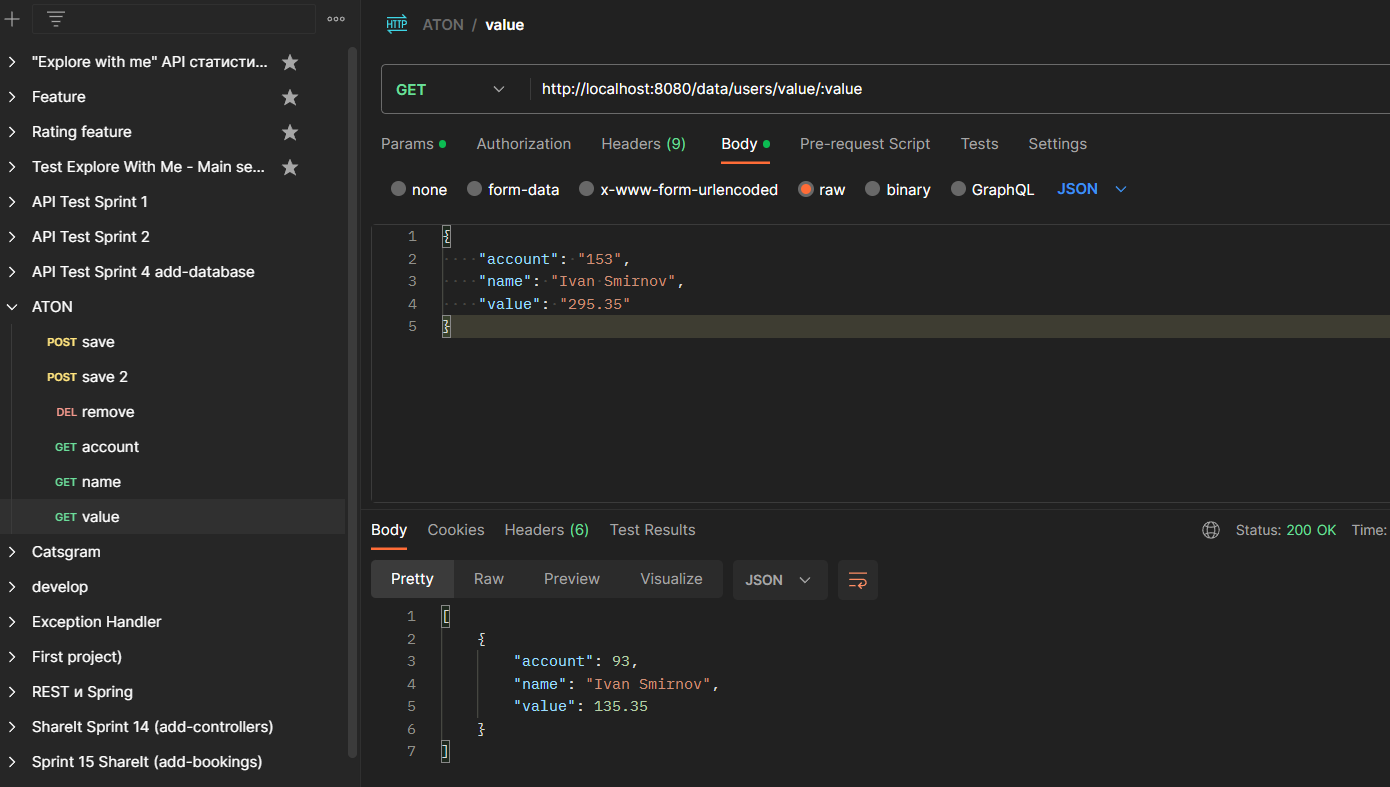 HTTP ATON / value
"Explore with me" API статисти...
Feature
Rating feature
Test Explore With Me - Main se...
API Test Sprint 1
API Test Sprint 2
API Test Sprint 4 add-database
ATON
POST save
POST save 2
DEL remove
GET account
GET name
GET value
Catsgram
develop
Exception Handler
First project)
REST и Spring
ShareIt Sprint 14 (add-controllers)
Sprint 15 ShareIt (add-bookings)
GET http://localhost:8080/data/users/value/:value
Params Authorization Headers (9) Body Pre-request Script Tests Settings
none form-data x-www-form-urlencoded raw binary GraphQL JSON
1 {
2 "account": "153",
3 "name": "Ivan Smirnov",
4 "value": "295.35"
5 }
Body Cookies Headers (6) Test Results Status: 200 OK Time:
Pretty Raw Preview Visualize JSON
1 [
2 {
3 "account": 93,
4 "name": "Ivan Smirnov",
5 "value": 135.35
6 }
7 ]